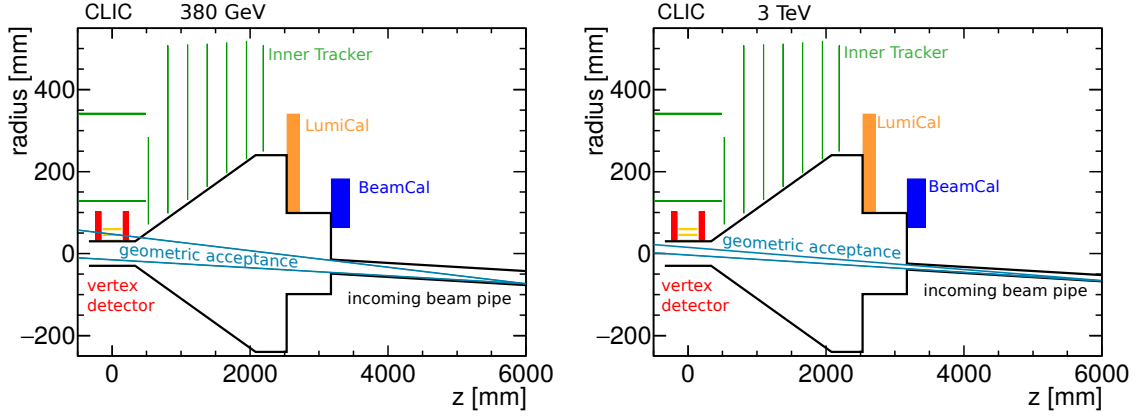 CLIC 380 GeV
radius [mm]
400
200
0
−200
Inner Tracker
LumiCal
BeamCal
geometric acceptance
vertex
detector
incoming beam pipe
0 2000 4000 6000
z [mm]
CLIC 3 TeV
radius [mm]
400
200
0
−200
Inner Tracker
LumiCal
BeamCal
geometric acceptance
vertex
detector
incoming beam pipe
0 2000 4000 6000
z [mm]